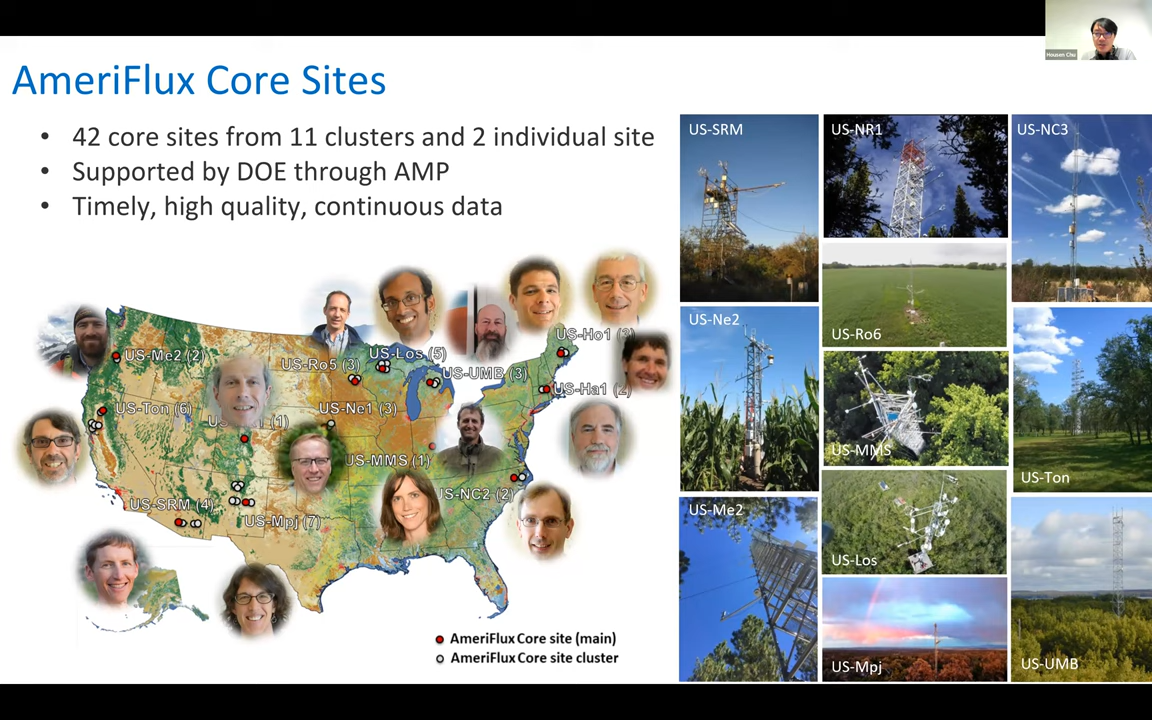 Housen Chu
AmeriFlux Core Sites
• 42 core sites from 11 clusters and 2 individual site
• Supported by DOE through AMP
• Timely, high quality, continuous data
US-Me2 (2)
US-Ro5 (3)
US-Los (5)
US-UMB (3)
US-Ho1 (3)
US-Ha1 (2)
US-Ton (6)
(1)
US-Ne1 (3)
US-MMS (1)
US-NC2 (2)
US-SRM (4)
US-Mpj (7)
AmeriFlux Core site (main)
AmeriFlux Core site cluster
US-SRM
US-NR1
US-NC3
US-Ne2
US-Ro6
US-MMS
US-Ton
US-Me2
US-Los
US-Mpj
US-UMB